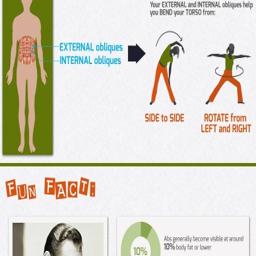 Your EXTERNAL and INTERNAL obliques help
you BEND your TORSO from:
EXTERNAL obliques
INTERNAL obliques
SIDE to SIDE
ROTATE from
LEFT and RIGHT
FUN FACT:
10%
Abs generally become visible at around
10% body fat or lower